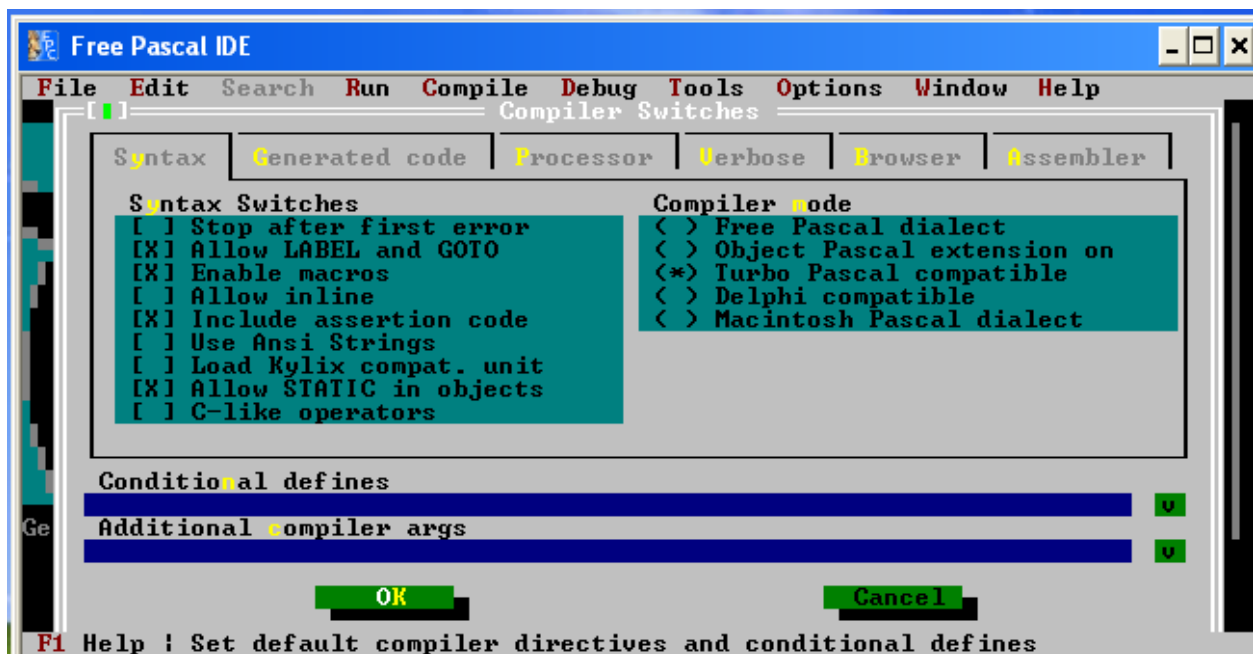 Free Pascal IDE
File Edit Search Run Compile Debug Tools Options Window Help
[ ] Compiler Switches
Syntax Generated code Processor Verbose Browser Assembler
Syntax Switches
[ ] Stop after first error
[X] Allow LABEL and GOTO
[X] Enable macros
[ ] Allow inline
[X] Include assertion code
[ ] Use Ansi Strings
[ ] Load Kylix compat. unit
[X] Allow STATIC in objects
[ ] C-like operators
Compiler mode
( ) Free Pascal dialect
( ) Object Pascal extension on
(*) Turbo Pascal compatible
( ) Delphi compatible
( ) Macintosh Pascal dialect
Conditional defines
v
Ge
Additional compiler args
v
OK Cancel
F1 Help ¦ Set default compiler directives and conditional defines